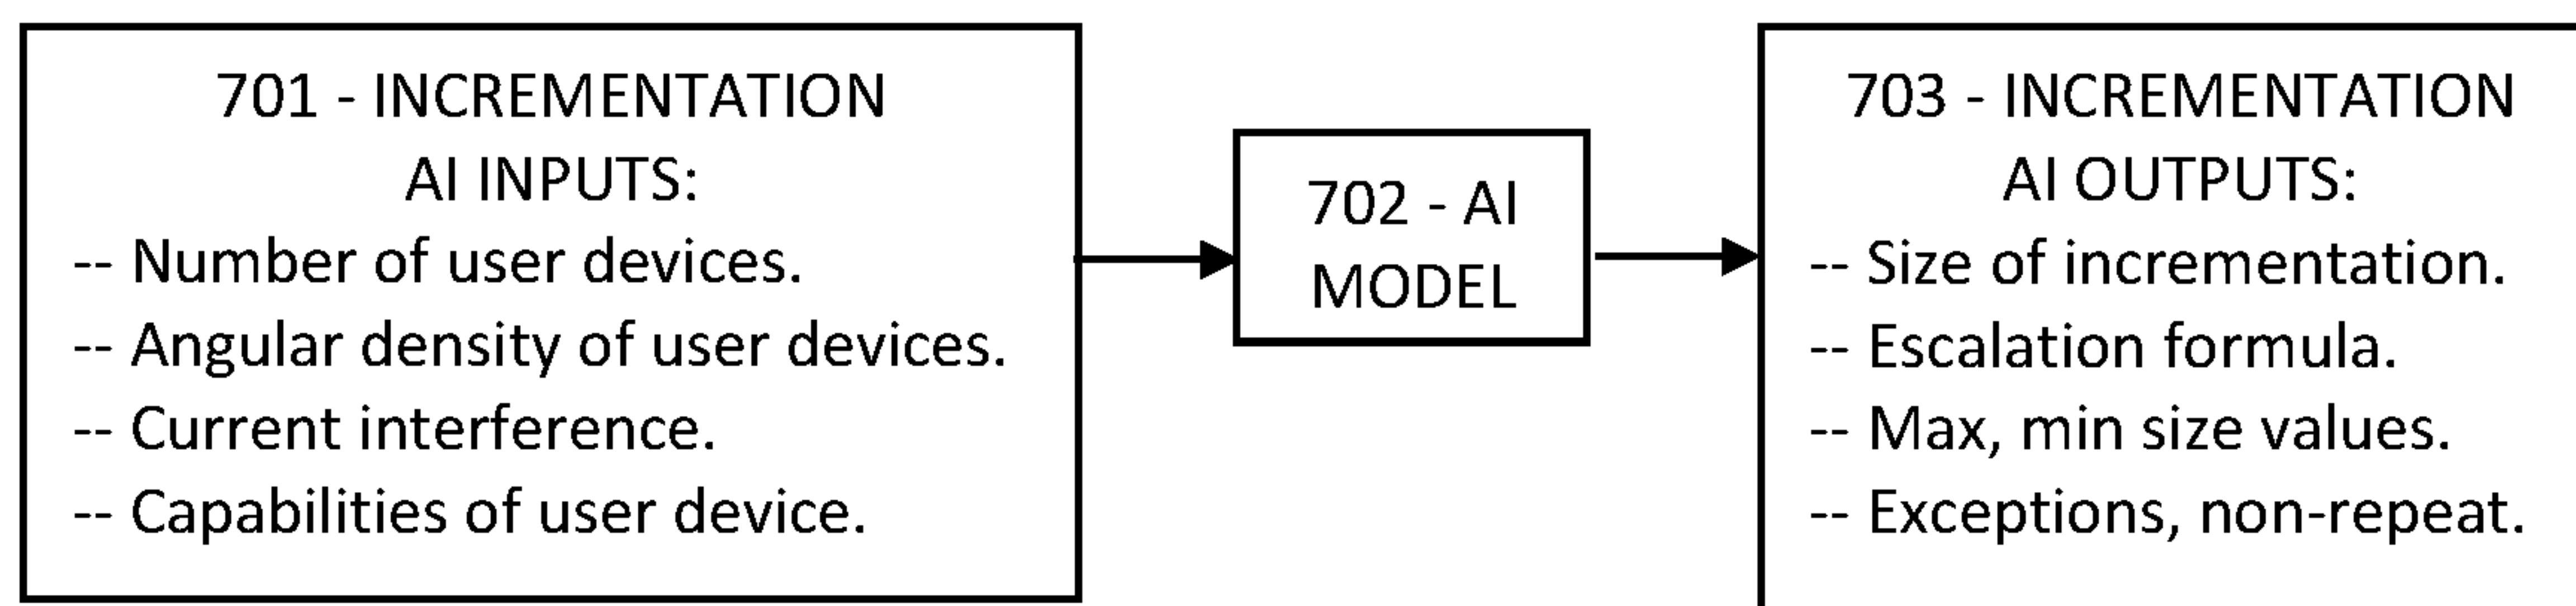 701 - INCREMENTATION
AI INPUTS:
-- Number of user devices.
-- Angular density of user devices.
-- Current interference.
-- Capabilities of user device.
702 - AI
MODEL
703 - INCREMENTATION
AI OUTPUTS:
-- Size of incrementation.
-- Escalation formula.
-- Max, min size values.
-- Exceptions, non-repeat.